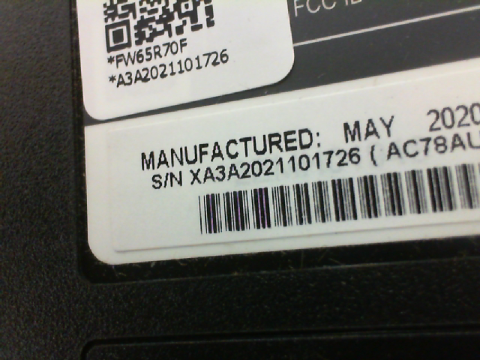 *FW65R70F
*A3A2021101726
FCC ID
MANUFACTURED: MAY 2020
S/N XA3A2021101726 ( AC78AU